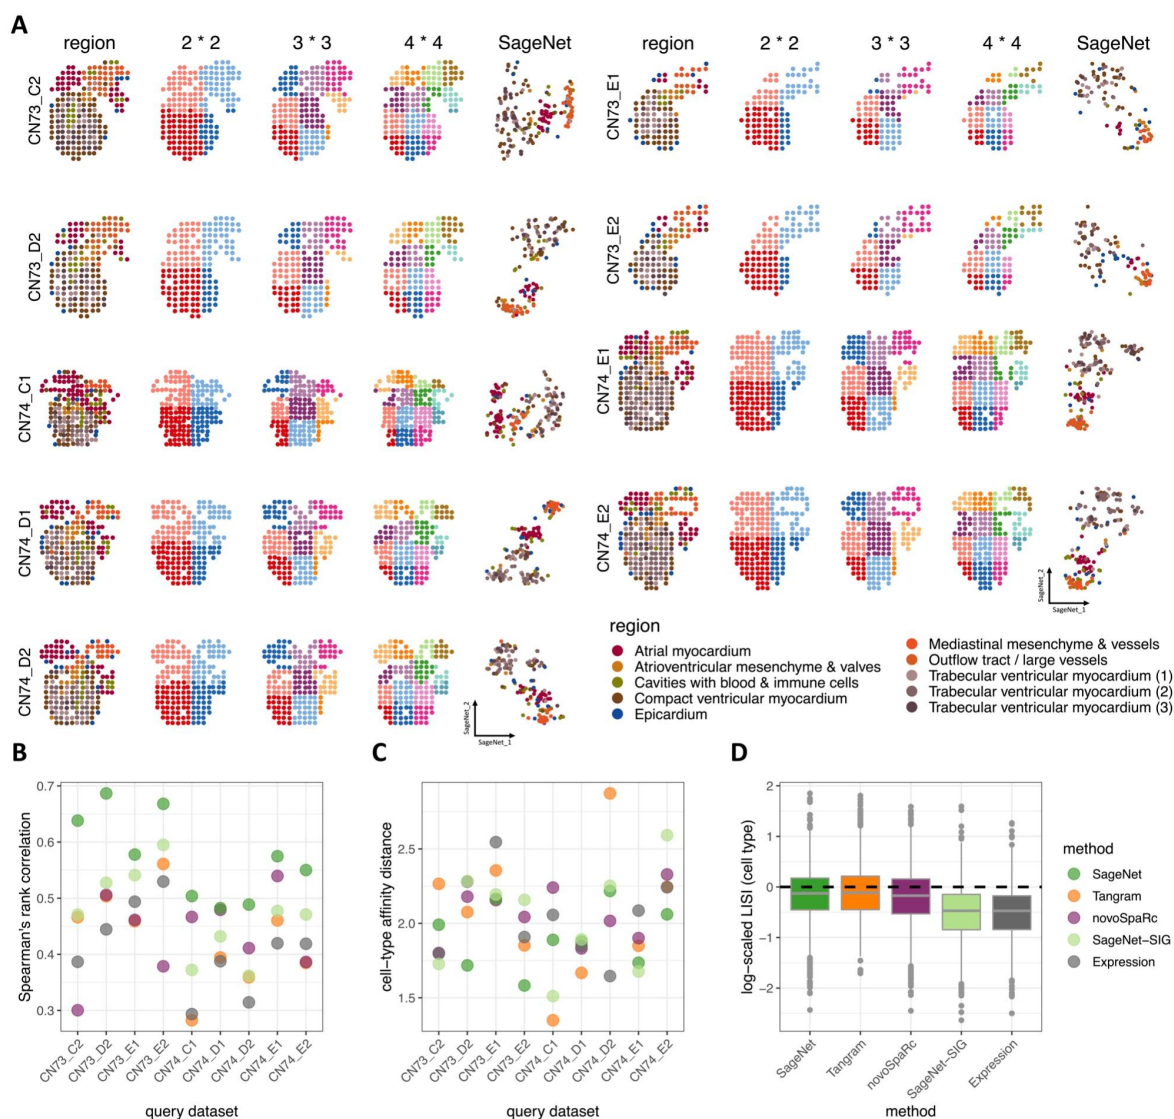 A
region 2 * 2 3 * 3 4 * 4 SageNet region 2 * 2 3 * 3 4 * 4 SageNet
CN73_C2
CN73_E1
CN73_D2
CN73_E2
CN74_C1
CN74_E1
CN74_D1
CN74_E2
SageNet_2
SageNet_1
CN74_D2
SageNet_2
SageNet_1
region
Atrial myocardium
Atrioventricular mesenchyme & valves
Cavities with blood & immune cells
Compact ventricular myocardium
Epicardium
Mediastinal mesenchyme & vessels
Outflow tract / large vessels
Trabecular ventricular myocardium (1)
Trabecular ventricular myocardium (2)
Trabecular ventricular myocardium (3)
B
Spearman's rank correlation
0.7
0.6
0.5
0.4
0.3
CN73_C2
CN73_D2
CN73_E1
CN73_E2
CN74_C1
CN74_D1
CN74_D2
CN74_E1
CN74_E2
query dataset
C
cell-type affinity distance
2.5
2.0
1.5
CN73_C2
CN73_D2
CN73_E1
CN73_E2
CN74_C1
CN74_D1
CN74_D2
CN74_E1
CN74_E2
query dataset
D
log-scaled LISI (cell type)
2
1
0
−1
−2
SageNet
Tangram
novoSpaRc
SageNet-SIG
Expression
method
method
SageNet
Tangram
novoSpaRc
SageNet-SIG
Expression